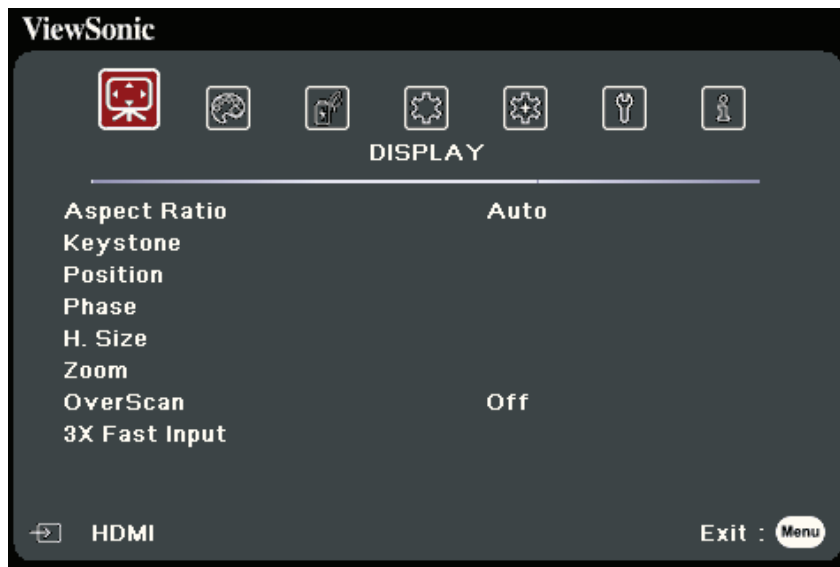 ViewSonic
DISPLAY
Aspect Ratio Auto
Keystone
Position
Phase
H. Size
Zoom
OverScan Off
3X Fast Input
HDMI Exit : Menu